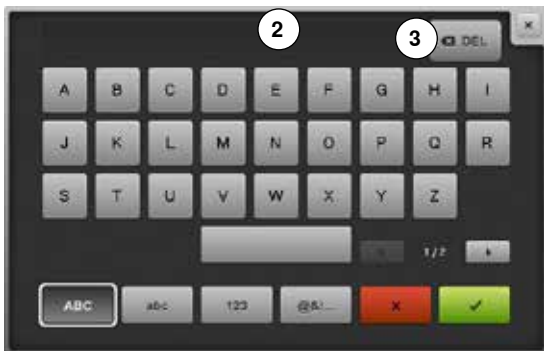 2
3 DEL ×
A B C D E F G H I
J K L M N O P Q R
S T U V W X Y Z
1/2
ABC abc 123 @&!...